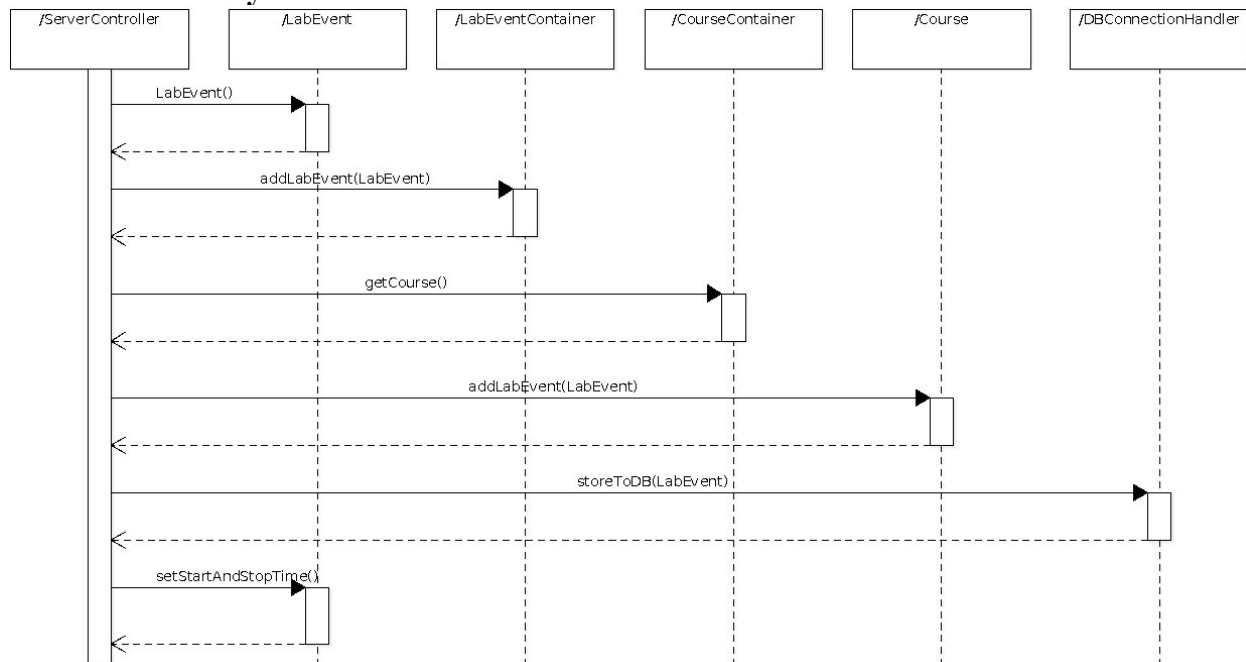 /ServerController
/LabEvent
/LabEventContainer
/CourseContainer
/Course
/DBConnectionHandler
LabEvent()
addLabEvent(LabEvent)
getCourse()
addLabEvent(LabEvent)
storeToDB(LabEvent)
setStartAndStopTime()